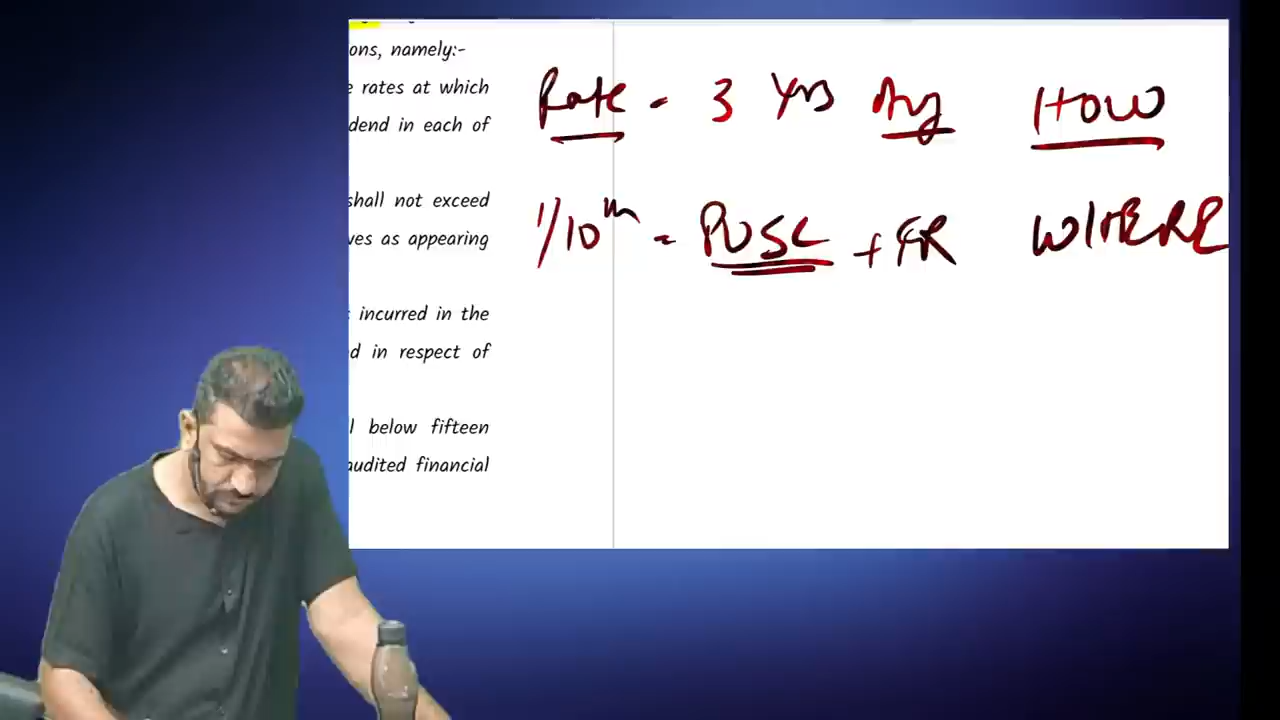 ons, namely:-
e rates at which
dend in each of
shall not exceed
ves as appearing
incurred in the
d in respect of
l below fifteen
audited financial
Rate - 3 Yrs Avg HOW
1/10th = PUSC + FR WHERE